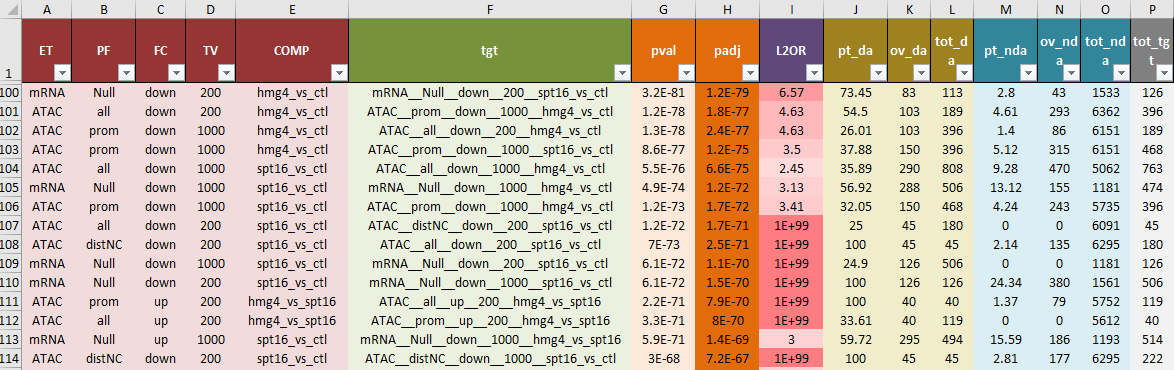 A B C D E F G H I J K L M N O P
1 ET PF FC TV COMP tgt pval padj L2OR pt_da ov_da tot_da pt_nda ov_nda tot_nda tot_tgt
100 mRNA Null down 200 hmg4_vs_ctl mRNA__Null__down__200__spt16_vs_ctl 3.2E-81 1.2E-79 6.57 73.45 83 113 2.8 43 1533 126
101 ATAC all down 200 hmg4_vs_ctl ATAC__prom__down__1000__hmg4_vs_ctl 1.2E-78 1.8E-77 4.63 54.5 103 189 4.61 293 6362 396
102 ATAC prom down 1000 hmg4_vs_ctl ATAC__all__down__200__hmg4_vs_ctl 1.3E-78 2.4E-77 4.63 26.01 103 396 1.4 86 6151 189
103 ATAC prom down 1000 hmg4_vs_ctl ATAC__prom__down__1000__spt16_vs_ctl 8.6E-77 1.2E-75 3.5 37.88 150 396 5.12 315 6151 468
104 ATAC all down 1000 spt16_vs_ctl ATAC__all__down__1000__hmg4_vs_ctl 5.5E-76 6.6E-75 2.45 35.89 290 808 9.28 470 5062 763
105 mRNA Null down 1000 spt16_vs_ctl mRNA__Null__down__1000__hmg4_vs_ctl 4.9E-74 1.2E-72 3.13 56.92 288 506 13.12 155 1181 474
106 ATAC prom down 1000 spt16_vs_ctl ATAC__prom__down__1000__hmg4_vs_ctl 1.2E-73 1.7E-72 3.41 32.05 150 468 4.24 243 5735 396
107 ATAC all down 200 spt16_vs_ctl ATAC__distNC__down__200__spt16_vs_ctl 1.2E-72 1.7E-71 1E+99 25 45 180 0 0 6091 45
108 ATAC distNC down 200 spt16_vs_ctl ATAC__all__down__200__spt16_vs_ctl 7E-73 2.5E-71 1E+99 100 45 45 2.14 135 6295 180
109 mRNA Null down 1000 spt16_vs_ctl mRNA__Null__down__200__spt16_vs_ctl 6.1E-72 1.1E-70 1E+99 24.9 126 506 0 0 1181 126
110 mRNA Null down 200 spt16_vs_ctl mRNA__Null__down__1000__spt16_vs_ctl 6.1E-72 1.5E-70 1E+99 100 126 126 24.34 380 1561 506
111 ATAC prom up 200 hmg4_vs_spt16 ATAC__all__up__200__hmg4_vs_spt16 2.2E-71 7.9E-70 1E+99 100 40 40 1.37 79 5752 119
112 ATAC all up 200 hmg4_vs_spt16 ATAC__prom__up__200__hmg4_vs_spt16 3.3E-71 8E-70 1E+99 33.61 40 119 0 0 5612 40
113 mRNA Null up 1000 spt16_vs_ctl mRNA__Null__down__1000__hmg4_vs_spt16 5.9E-71 1.4E-69 3 59.72 295 494 15.59 186 1193 514
114 ATAC distNC down 200 spt16_vs_ctl ATAC__distNC__down__1000__spt16_vs_ctl 3E-68 7.2E-67 1E+99 100 45 45 2.81 177 6295 222